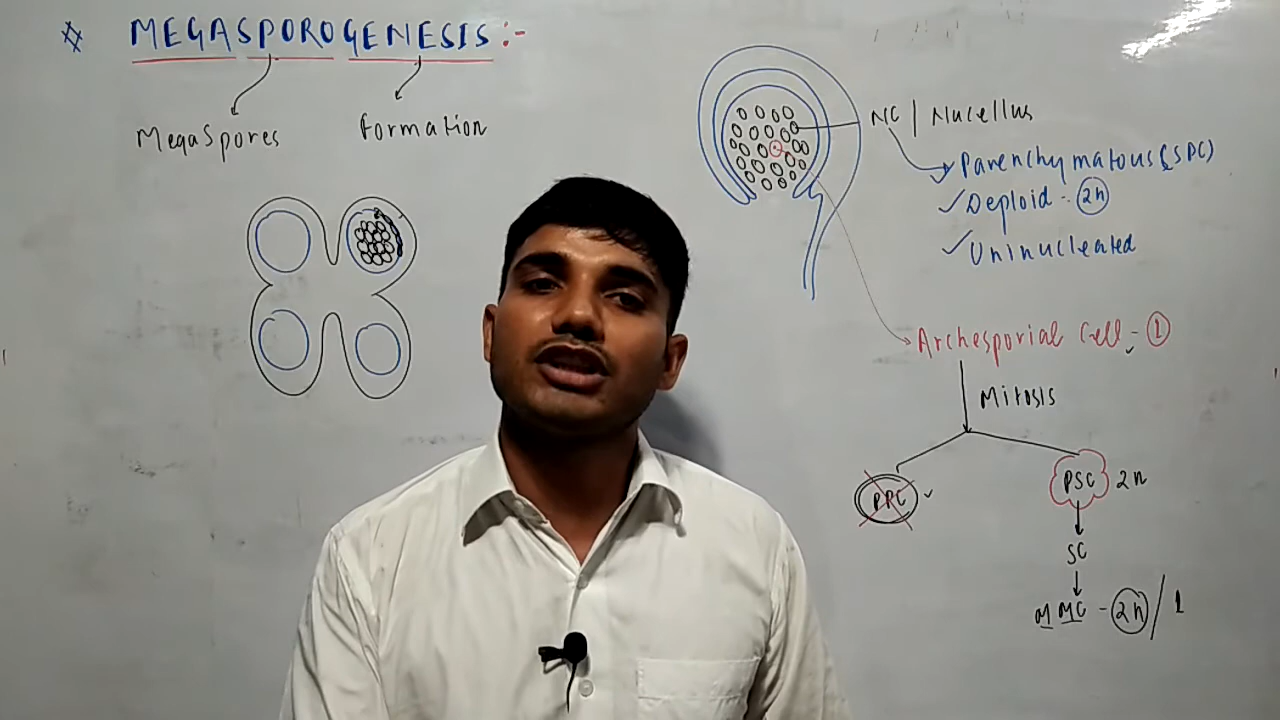 MEGASPOROGENESIS :-
MegaSpores
Formation
NC | Nucellus
Parenchymatous (SPC)
Deploid - 2n
Uninucleated
Archesporial Cell - 1
Mitosis
PPC
PSC 2n
SC
MMC - 2n / 1